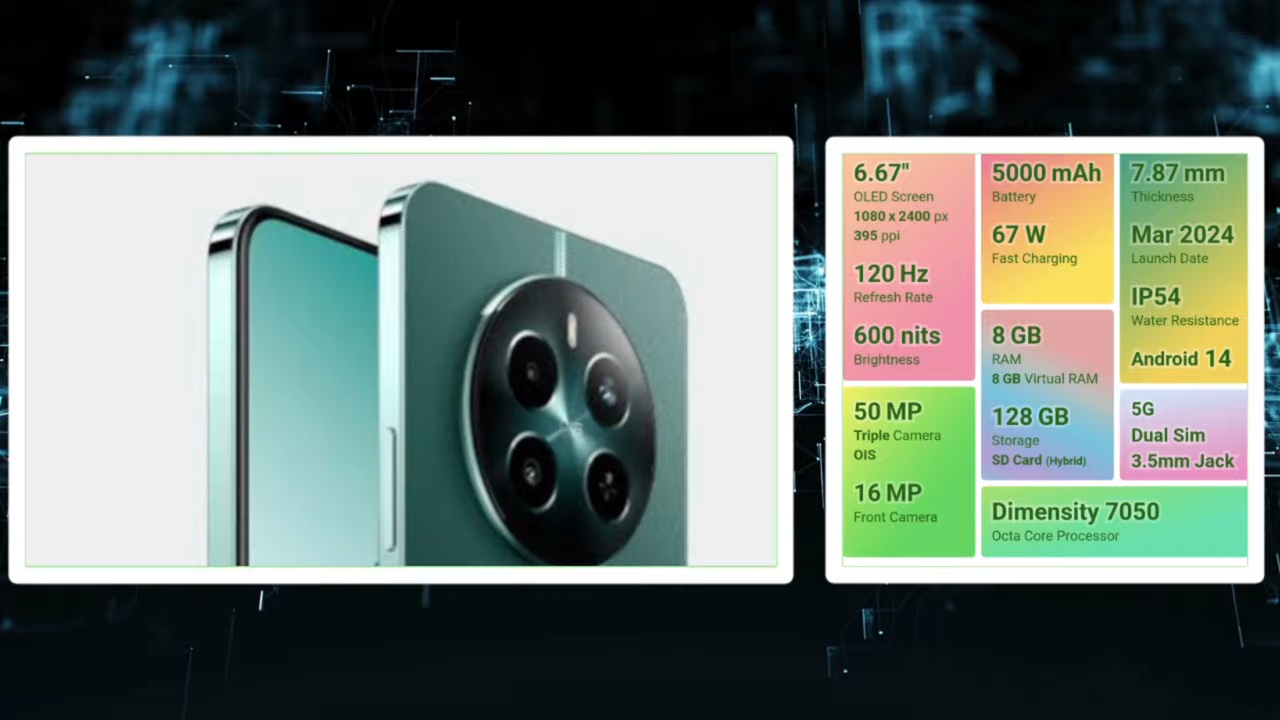 6.67"
OLED Screen
1080 x 2400 px
395 ppi
120 Hz
Refresh Rate
600 nits
Brightness
50 MP
Triple Camera
OIS
16 MP
Front Camera
5000 mAh
Battery
67 W
Fast Charging
8 GB
RAM
8 GB Virtual RAM
128 GB
Storage
SD Card (Hybrid)
7.87 mm
Thickness
Mar 2024
Launch Date
IP54
Water Resistance
Android 14
5G
Dual Sim
3.5mm Jack
Dimensity 7050
Octa Core Processor